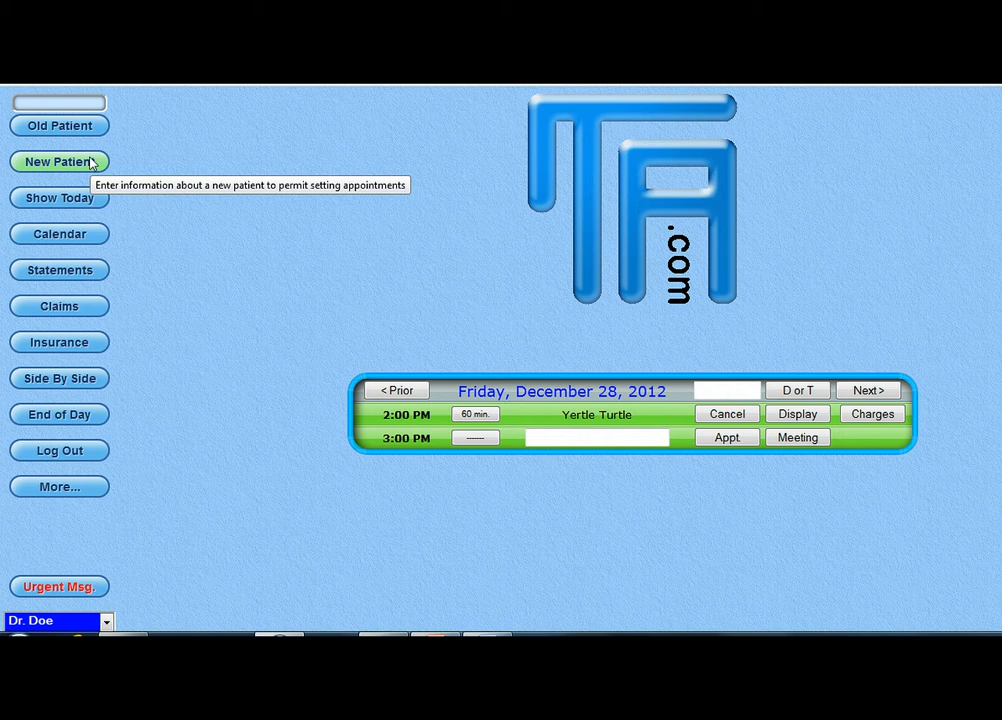 Old Patient
New Patient
Enter information about a new patient to permit setting appointments
Show Today
Calendar
Statements
Claims
Insurance
Side By Side
End of Day
Log Out
More...
Urgent Msg.
Dr. Doe
TA
.com
< Prior Friday, December 28, 2012 D or T Next>
2:00 PM 60 min. Yertle Turtle Cancel Display Charges
3:00 PM ------ Appt. Meeting